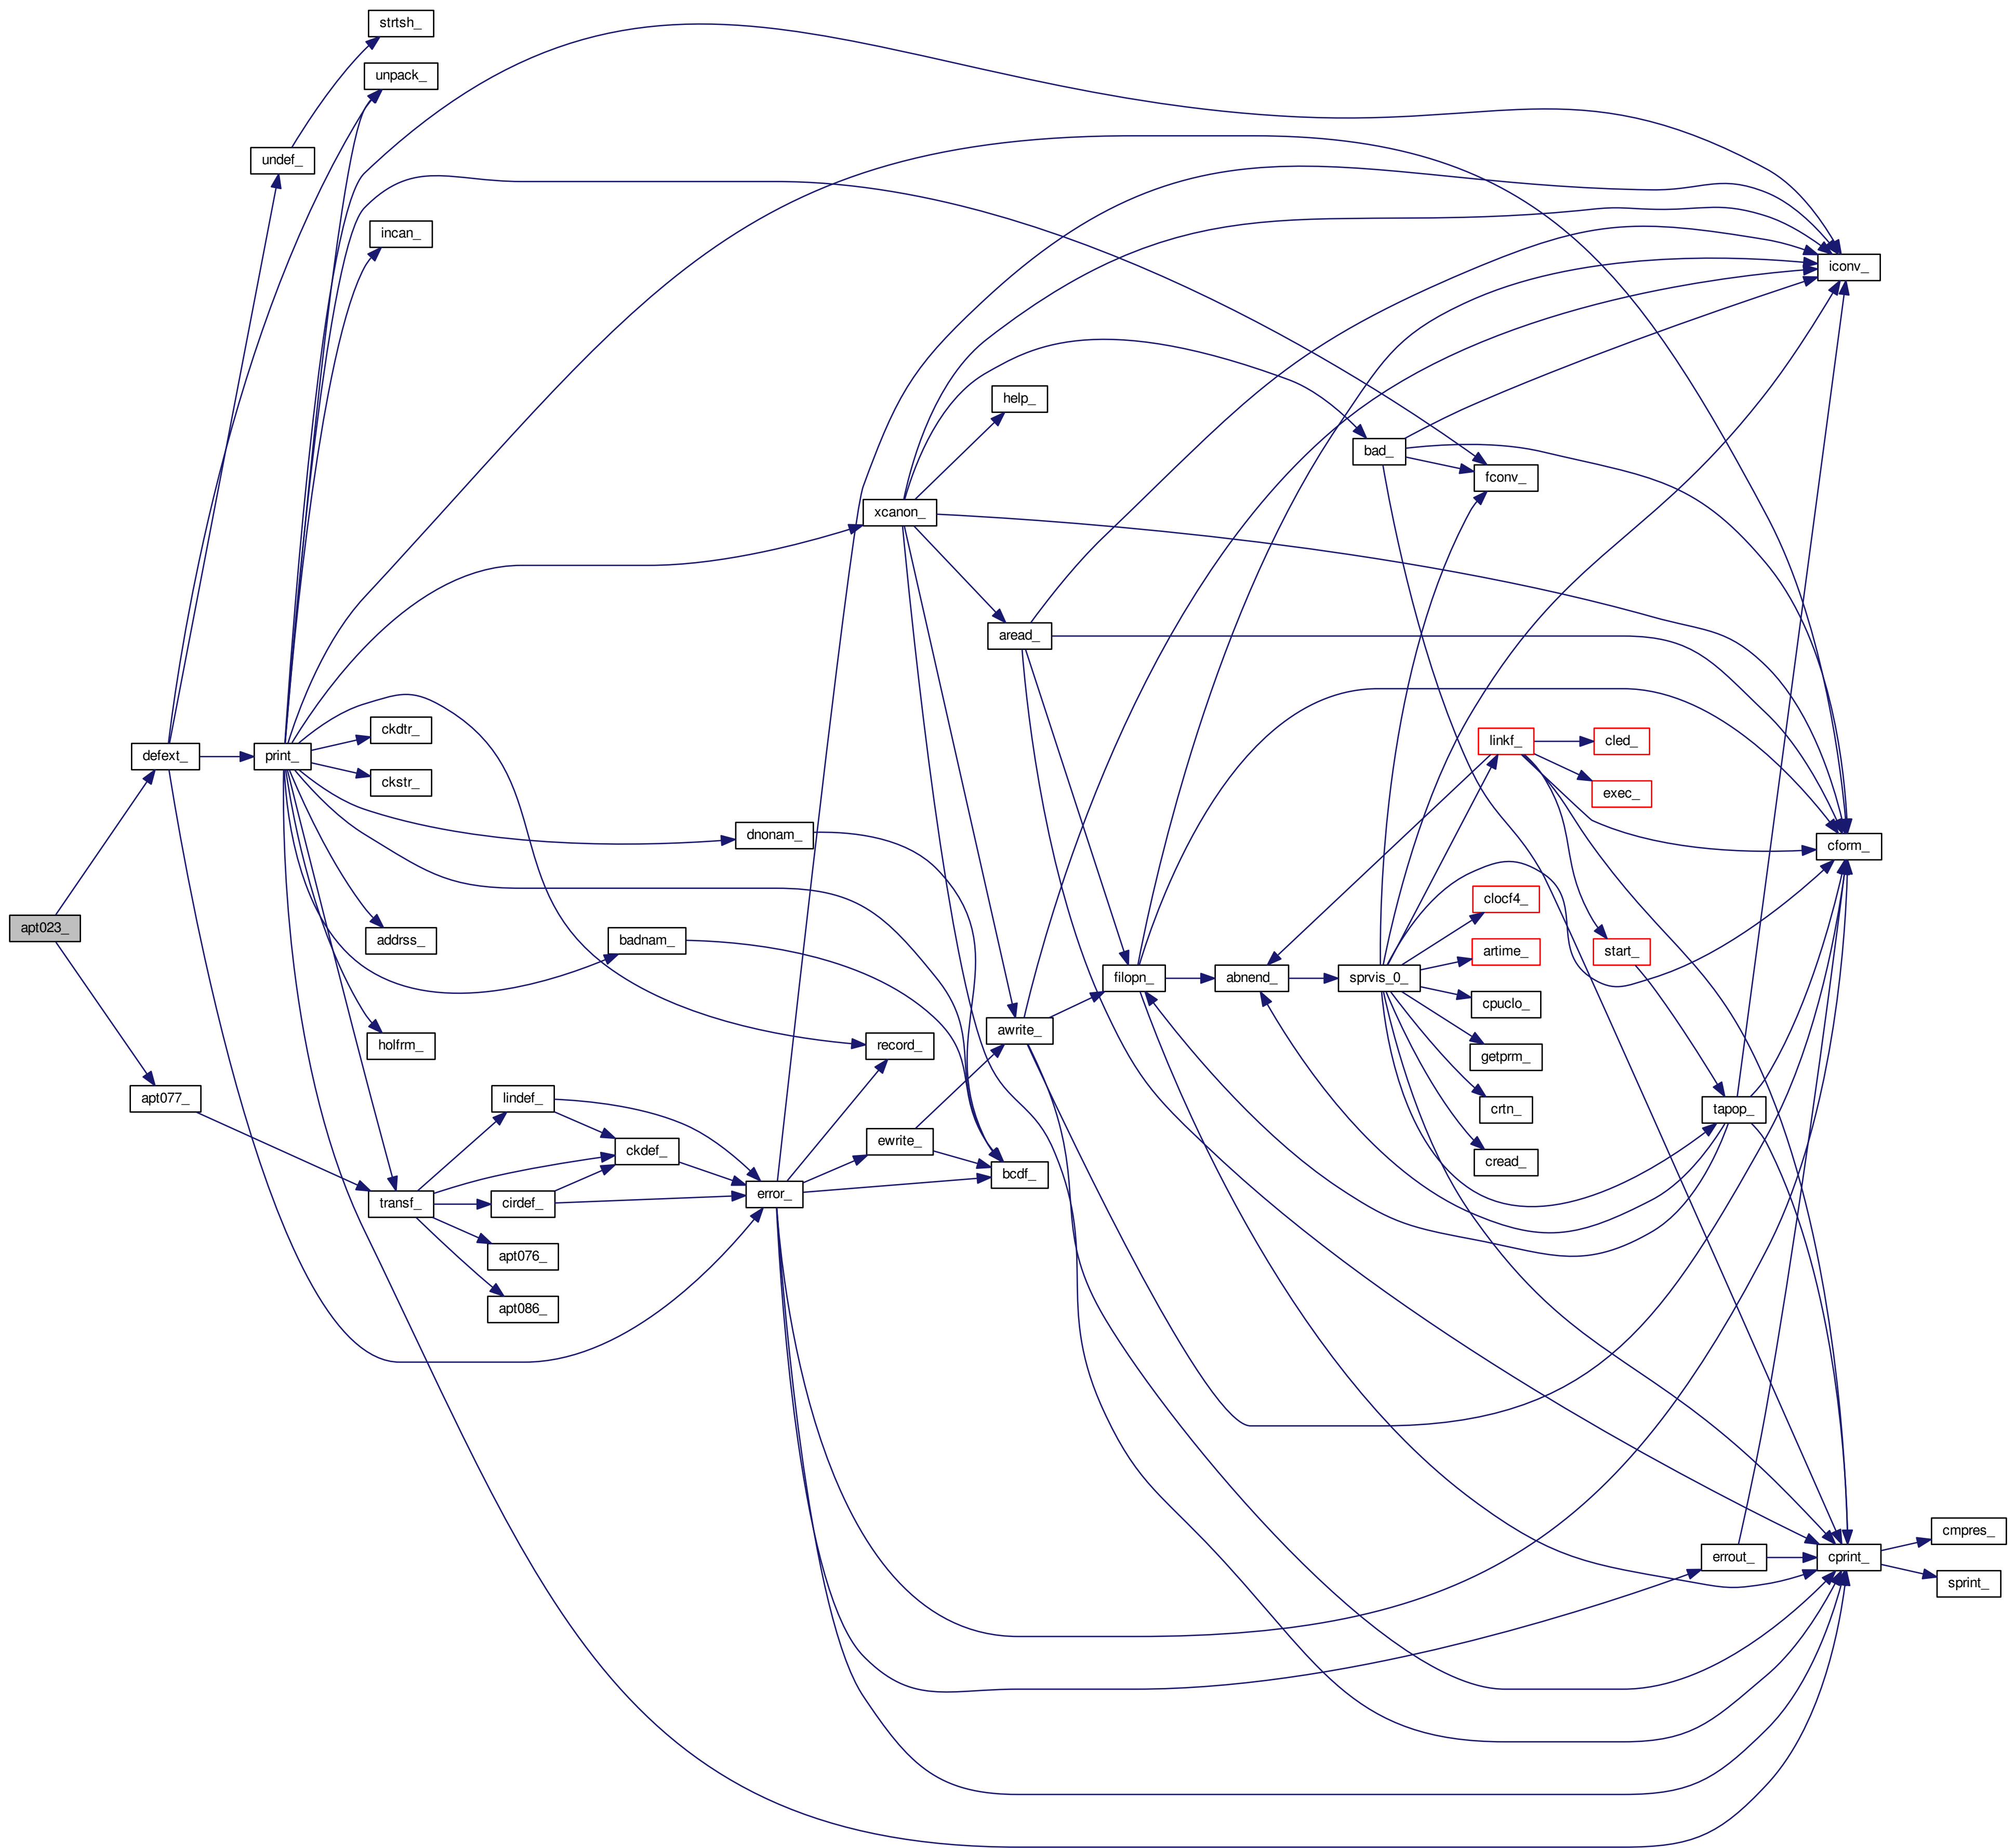 strtsh_
unpack_
undef_
incan_
iconv_
help_
bad_
fconv_
xcanon_
aread_
ckdtr_
linkf_
cled_
defext_
print_
ckstr_
exec_
dnonam_
cform_
clocf4_
apt023_
addrss_
badnam_
artime_
start_
filopn_
abnend_
sprvis_0_
cpuclo_
holfrm_
record_
awrite_
getprm_
apt077_
lindef_
crtn_
tapop_
ewrite_
ckdef_
cread_
bcdf_
error_
transf_
cirdef_
apt076_
apt086_
cmpres_
errout_
cprint_
sprint_